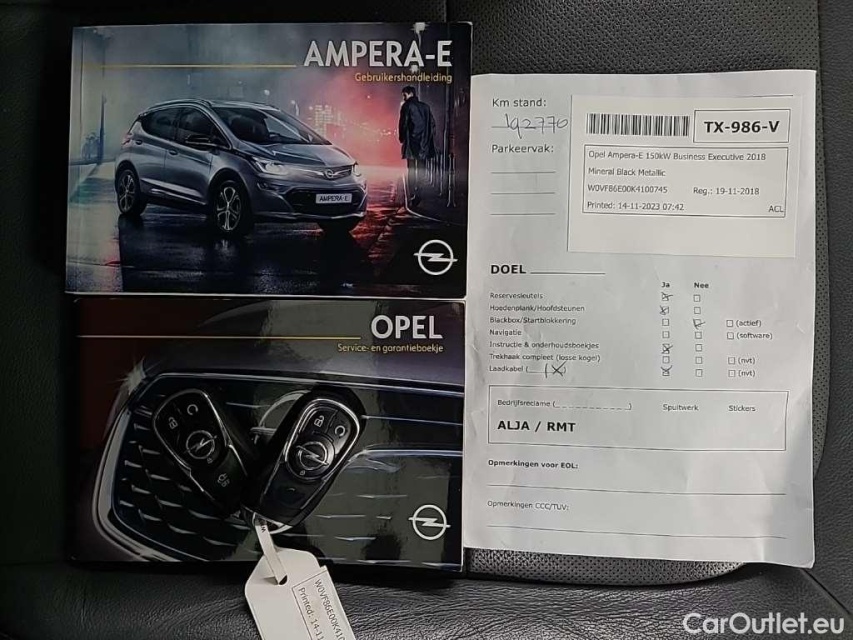 AMPERA-E
Gebruikershandleiding
AMPERA-E
OPEL
Service- en garantieboekje
W0VF86E00K410
Printed: 14-1
Km stand:
192770
Parkeervak:
TX-986-V
Opel Ampera-E 150kW Business Executive 2018
Mineral Black Metallic
W0VF86E00K4100745 Reg.: 19-11-2018
Printed: 14-11-2023 07:42 ACL
DOEL
Ja Nee
Reservesleutels
Hoedenplank/Hoofdsteunen
Blackbox/Startblokkering (actief)
Navigatie (software)
Instructie & onderhoudsboekjes
Trekhaak compleet (losse kogel) (nvt)
Laadkabel ( 1X ) (nvt)
Bedrijfsreclame (_ _ _ _ _ _ _ _ _) Spuitwerk Stickers
ALJA / RMT
Opmerkingen voor EOL:
Opmerkingen CCC/TUV:
CarOutlet.eu